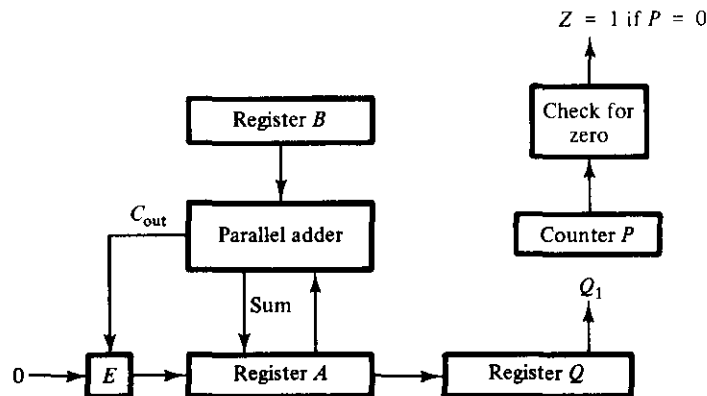 Z = 1 if P = 0
Register B
Check for
zero
C_out
Parallel adder
Counter P
Sum
Q_1
0
E
Register A
Register Q